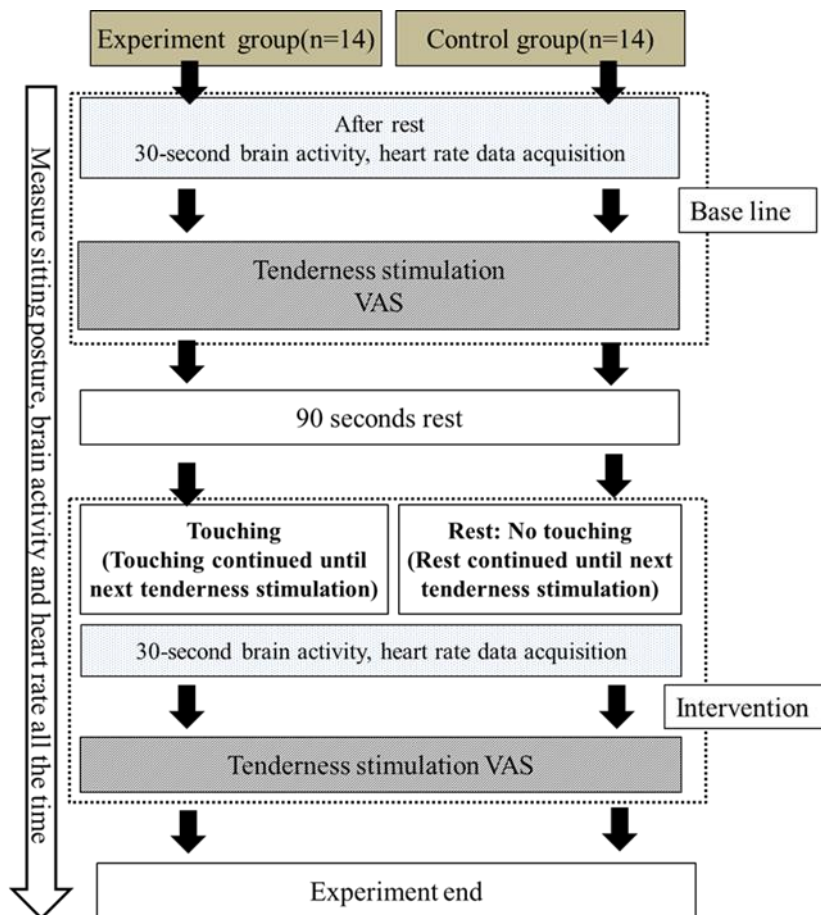 Experiment group(n=14)
Control group(n=14)
Measure sitting posture, brain activity and heart rate all the time
After rest
30-second brain activity, heart rate data acquisition
Base line
Tenderness stimulation
VAS
90 seconds rest
Touching
(Touching continued until
next tenderness stimulation)
Rest: No touching
(Rest continued until next
tenderness stimulation)
30-second brain activity, heart rate data acquisition
Intervention
Tenderness stimulation VAS
Experiment end